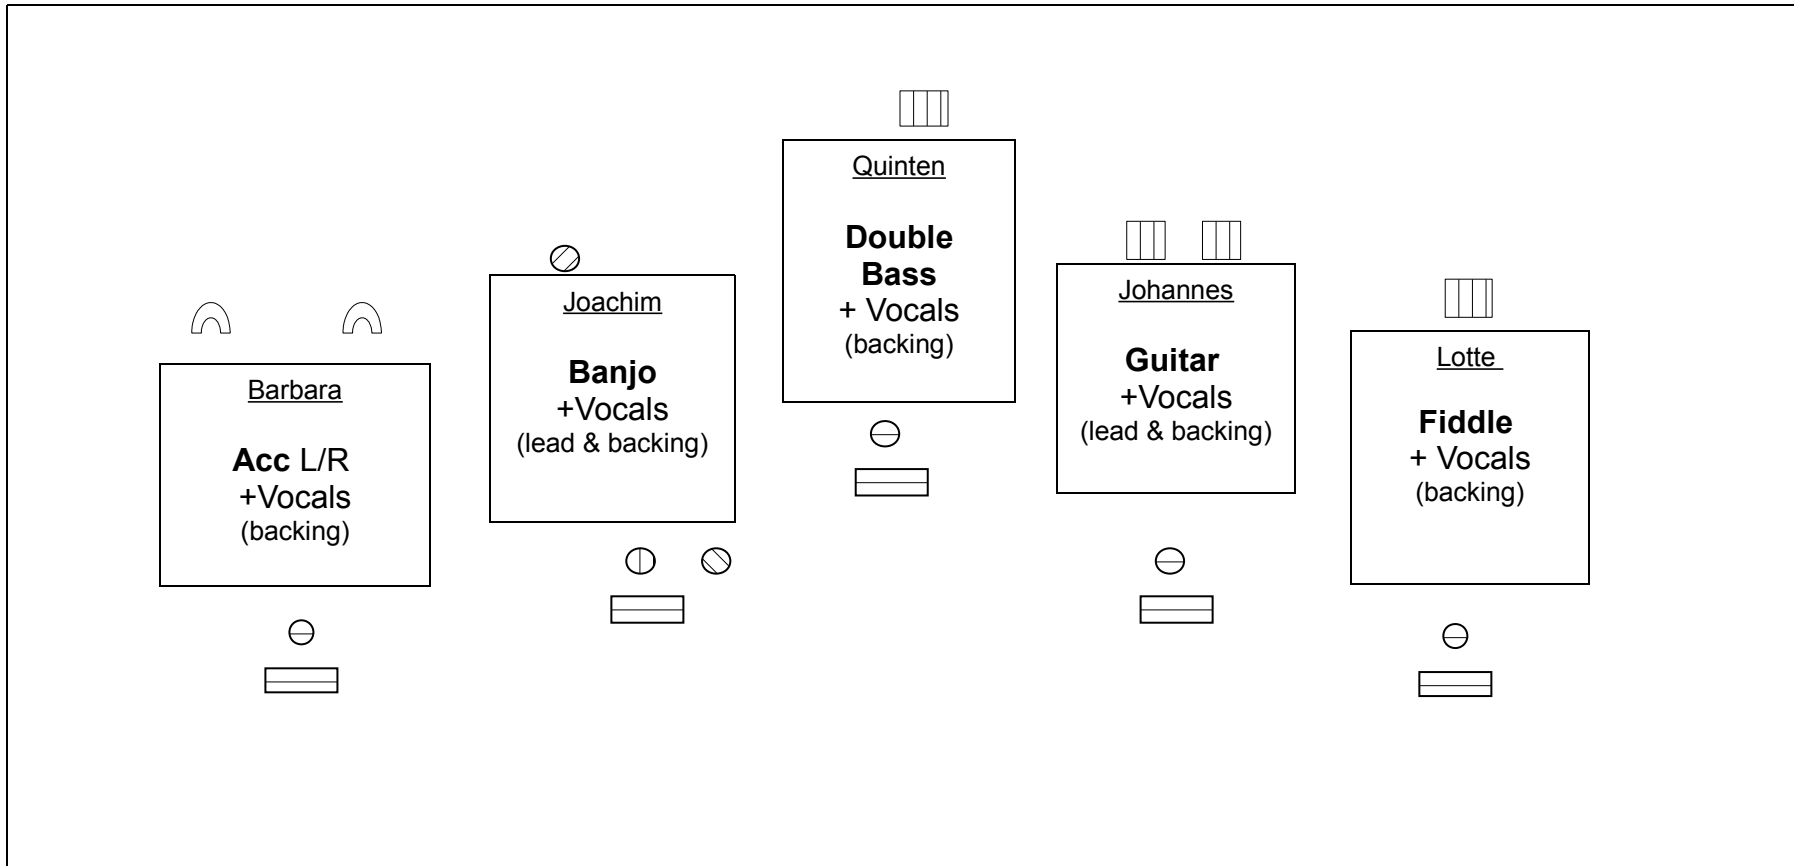 Quinten
Double
Bass
+ Vocals
(backing)
Johannes
Guitar
+Vocals
(lead & backing)
Joachim
Banjo
+Vocals
(lead & backing)
Lotte
Fiddle
+ Vocals
(backing)
Barbara
Acc L/R
+Vocals
(backing)